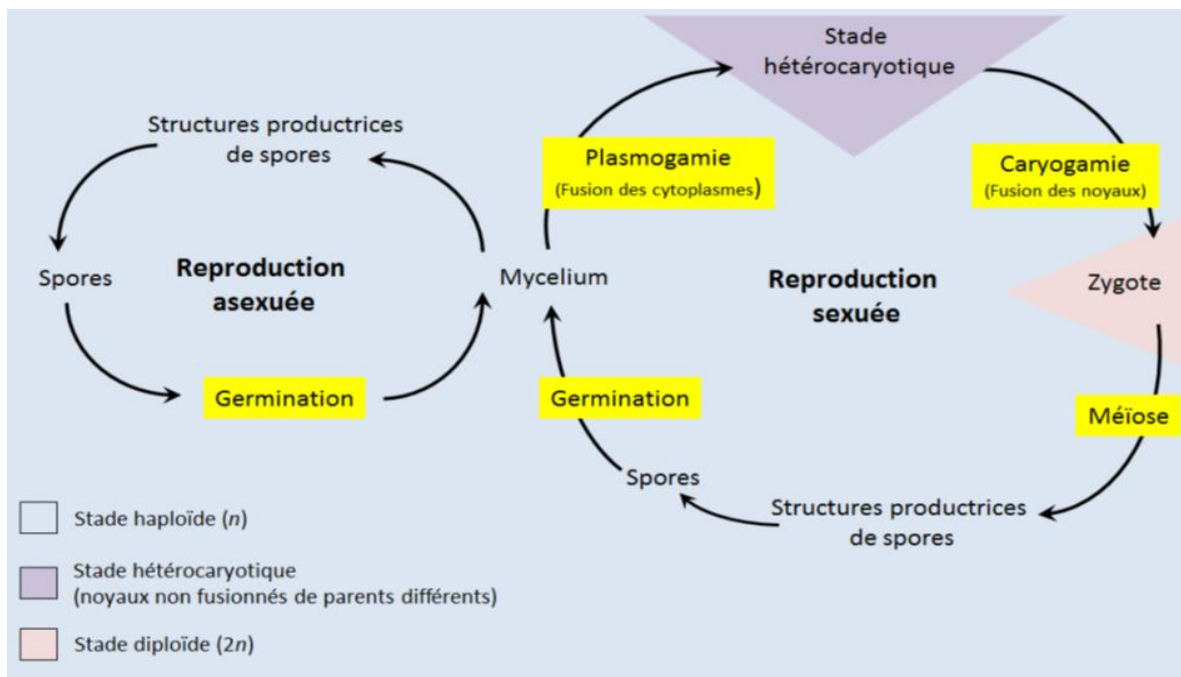 Stade
hétérocaryotique
Structures productrices
de spores
Plasmogamie
(Fusion des cytoplasmes)
Caryogamie
(Fusion des noyaux)
Spores
Reproduction
asexuée
Mycelium
Reproduction
sexuée
Zygote
Germination
Germination
Méïose
Spores
Structures productrices
de spores
Stade haploïde (n)
Stade hétérocaryotique
(noyaux non fusionnés de parents différents)
Stade diploïde (2n)